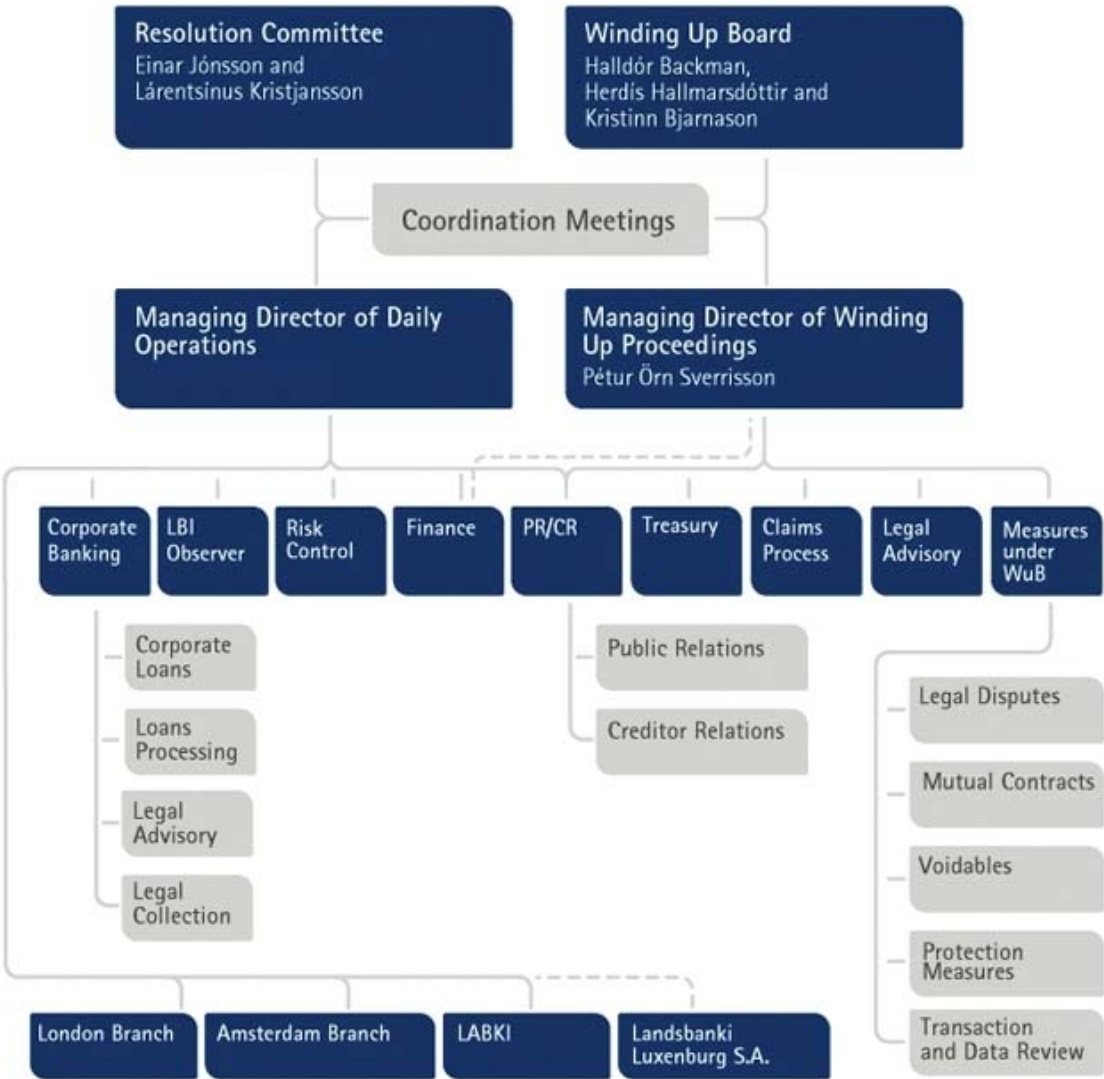 Resolution Committee
Einar Jónsson and
Lárentsínus Kristjansson
Winding Up Board
Halldór Backman,
Herdís Hallmarsdóttir and
Kristinn Bjarnason
Coordination Meetings
Managing Director of Daily
Operations
Managing Director of Winding
Up Proceedings
Pétur Örn Sverrisson
Corporate
Banking
LBI
Observer
Risk
Control
Finance
PR/CR
Treasury
Claims
Process
Legal
Advisory
Measures
under
WuB
Corporate
Loans
Loans
Processing
Legal
Advisory
Legal
Collection
Public Relations
Creditor Relations
Legal Disputes
Mutual Contracts
Voidables
Protection
Measures
Transaction
and Data Review
London Branch
Amsterdam Branch
LABKI
Landsbanki
Luxenburg S.A.